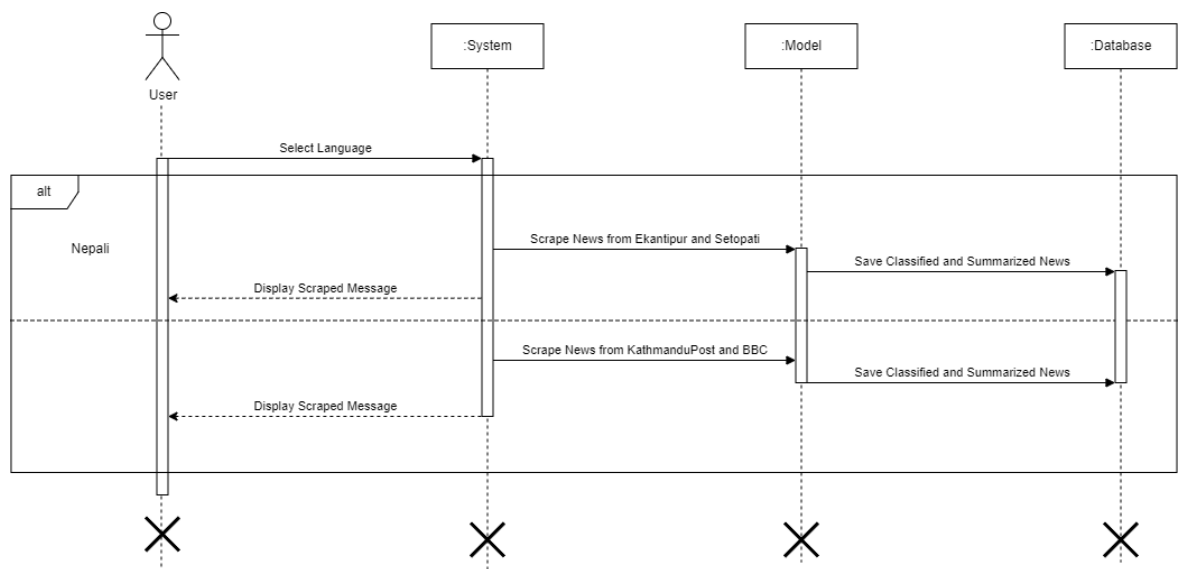 User
:System
:Model
:Database
Select Language
alt
Nepali
Scrape News from Ekantipur and Setopati
Save Classified and Summarized News
Display Scraped Message
Scrape News from KathmanduPost and BBC
Save Classified and Summarized News
Display Scraped Message